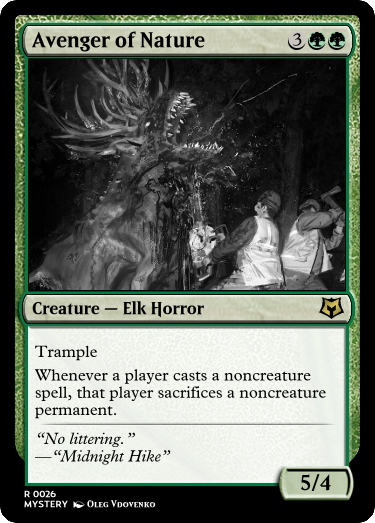 Avenger of Nature 3
Creature — Elk Horror
Trample
Whenever a player casts a noncreature
spell, that player sacrifices a noncreature
permanent.
"No littering."
—"Midnight Hike"
5/4
R 0026
MYSTERY Oleg Vdovenko